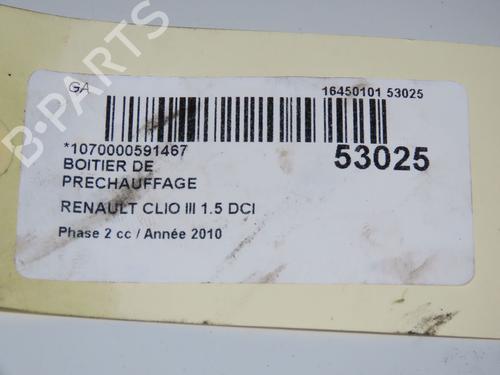 B-PARTS
GA
16450101 53025
*1070000591467
53025
BOITIER DE
PRECHAUFFAGE
RENAULT CLIO III 1.5 DCI
Phase 2 cc / Année 2010